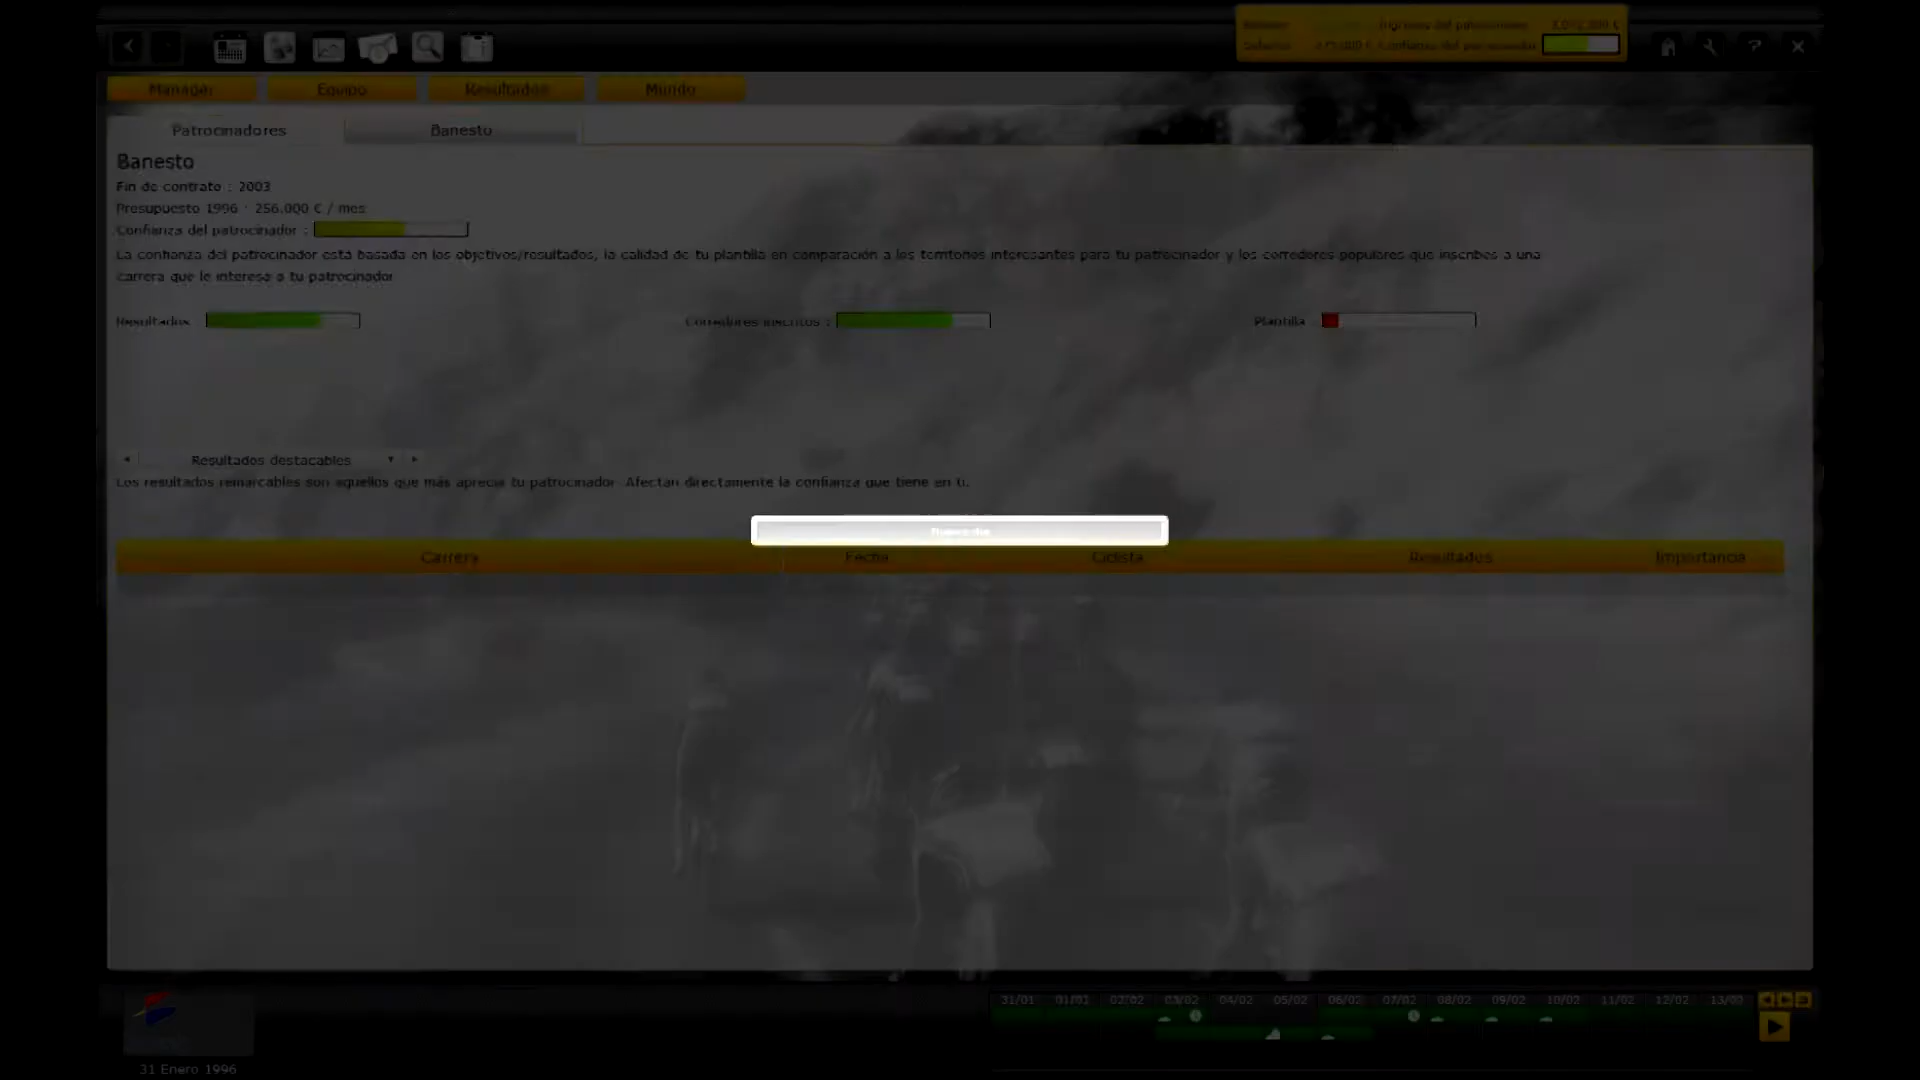 Ingresos del patrocinador
Confianza del patrocinador
Manager Equipo Resultados Mundo
Patrocinadores Banesto
Banesto
Fin de contrato : 2003
Presupuesto 1996 : 256.000 € / mes
Confianza del patrocinador :
La confianza del patrocinador está basada en los objetivos/resultados, la calidad de tu plantilla en comparación a los territorios interesantes para tu patrocinador y los corredores populares que inscribes a una
carrera que le interesa a tu patrocinador
Resultados Corredores inscritos : Plantilla
Resultados destacables
Los resultados remarcables son aquellos que más aprecia tu patrocinador. Afectan directamente la confianza que tiene en ti.
Carrera Fecha Ciclista Resultados Importancia
31/01 01/02 02/02 03/02 04/02 05/02 06/02 07/02 08/02 09/02 10/02 11/02 12/02 13/02
31 Enero 1996